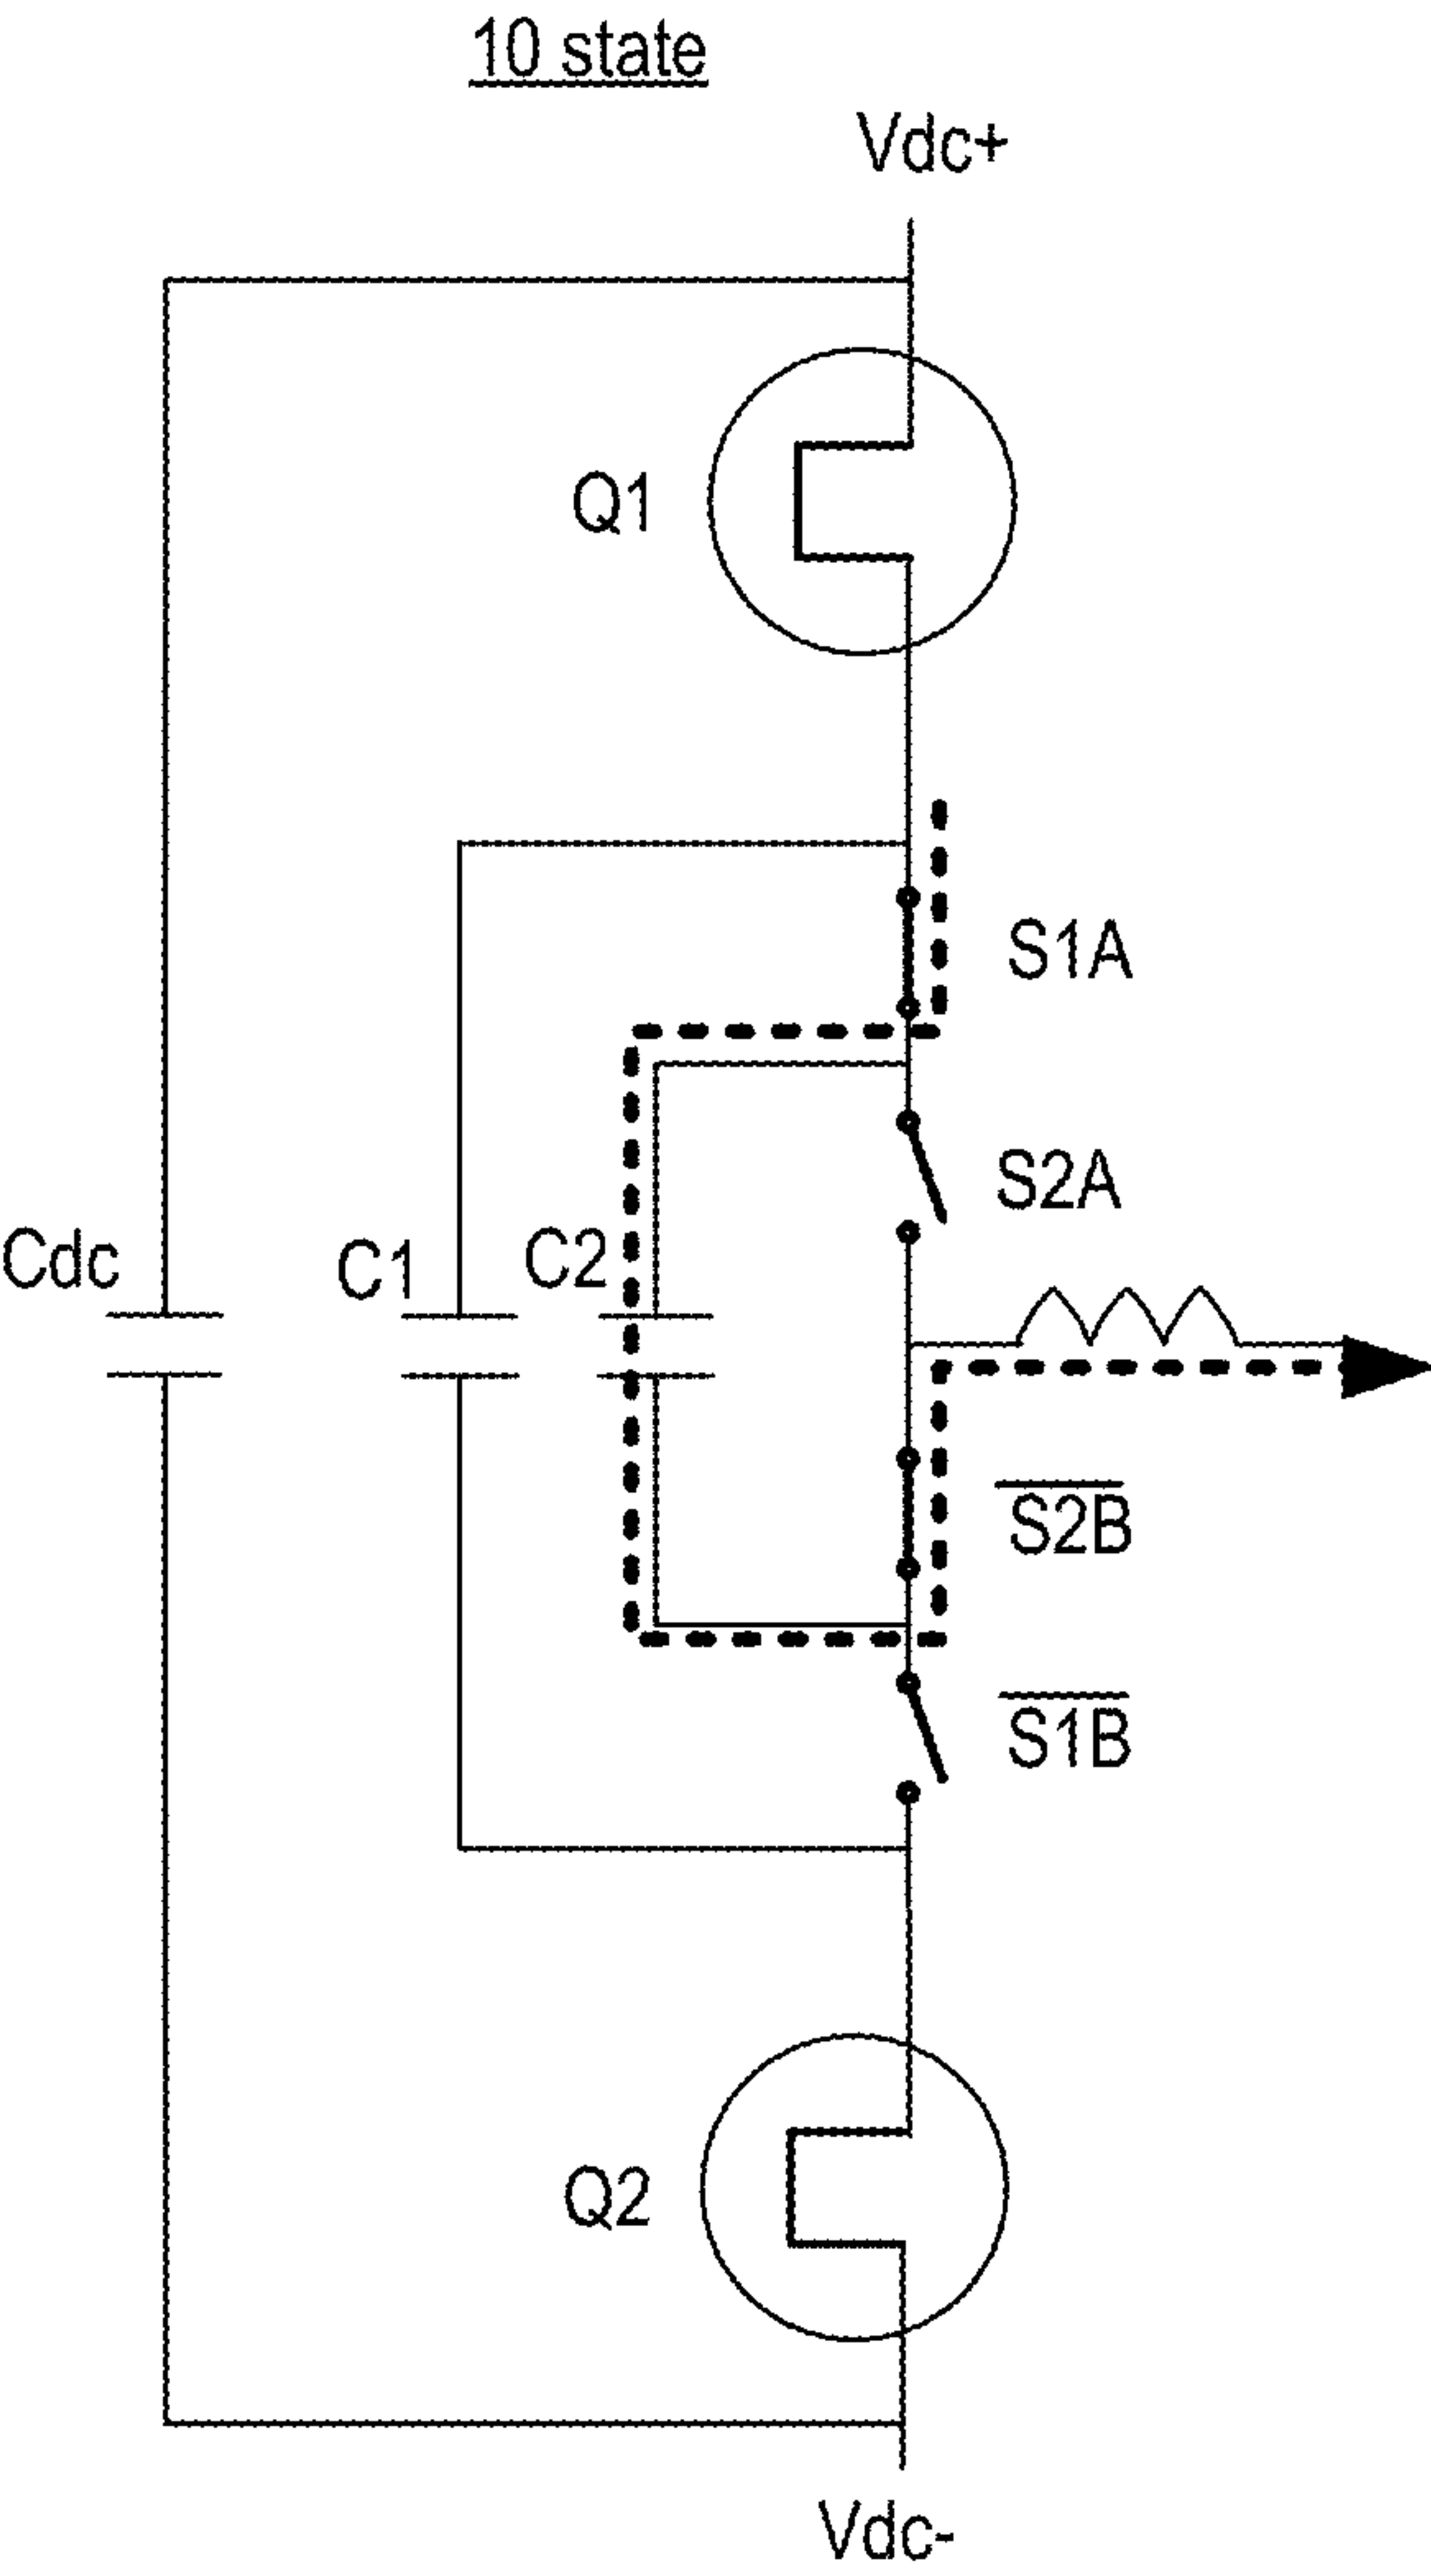 10 state
Vdc+
Q1
S1A
S2A
Cdc
C1
C2
S2B
S1B
Q2
Vdc-